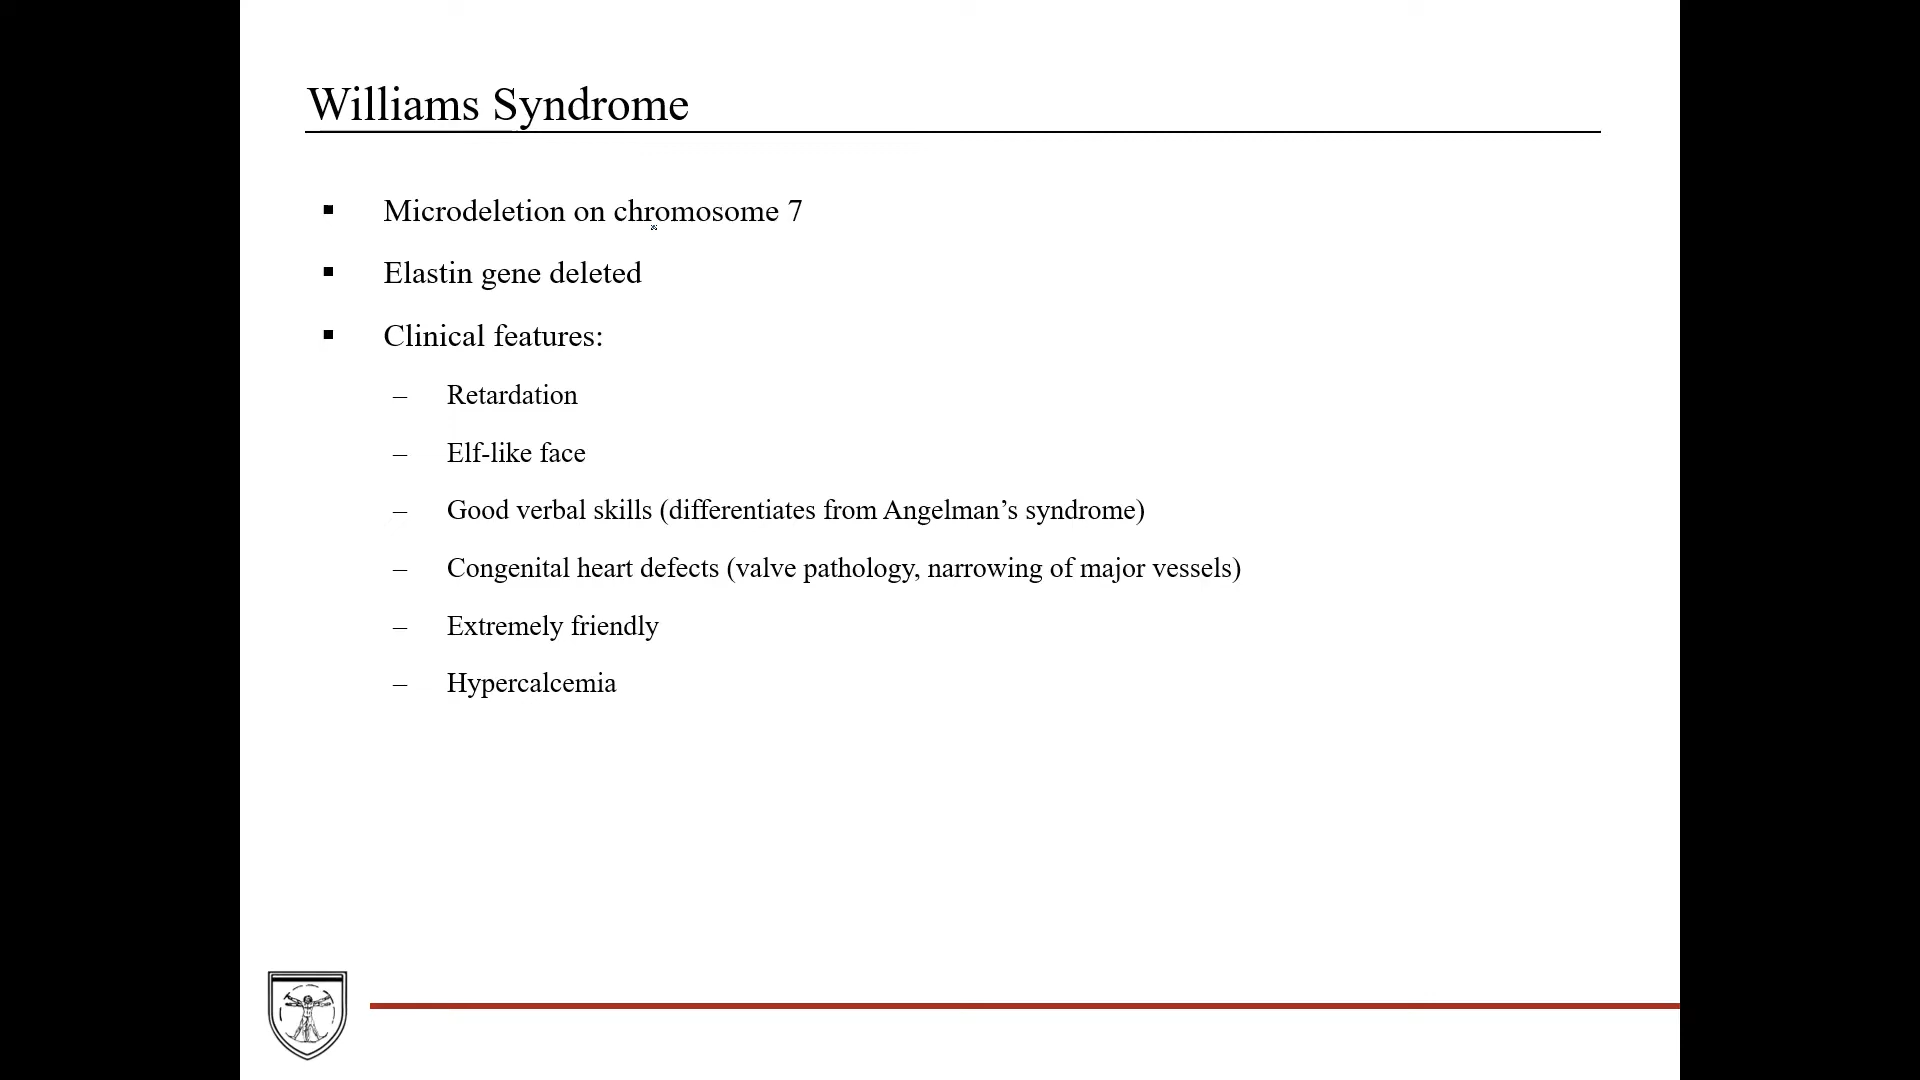 Williams Syndrome
▪ Microdeletion on chromosome 7
▪ Elastin gene deleted
▪ Clinical features:
– Retardation
– Elf-like face
– Good verbal skills (differentiates from Angelman’s syndrome)
– Congenital heart defects (valve pathology, narrowing of major vessels)
– Extremely friendly
– Hypercalcemia